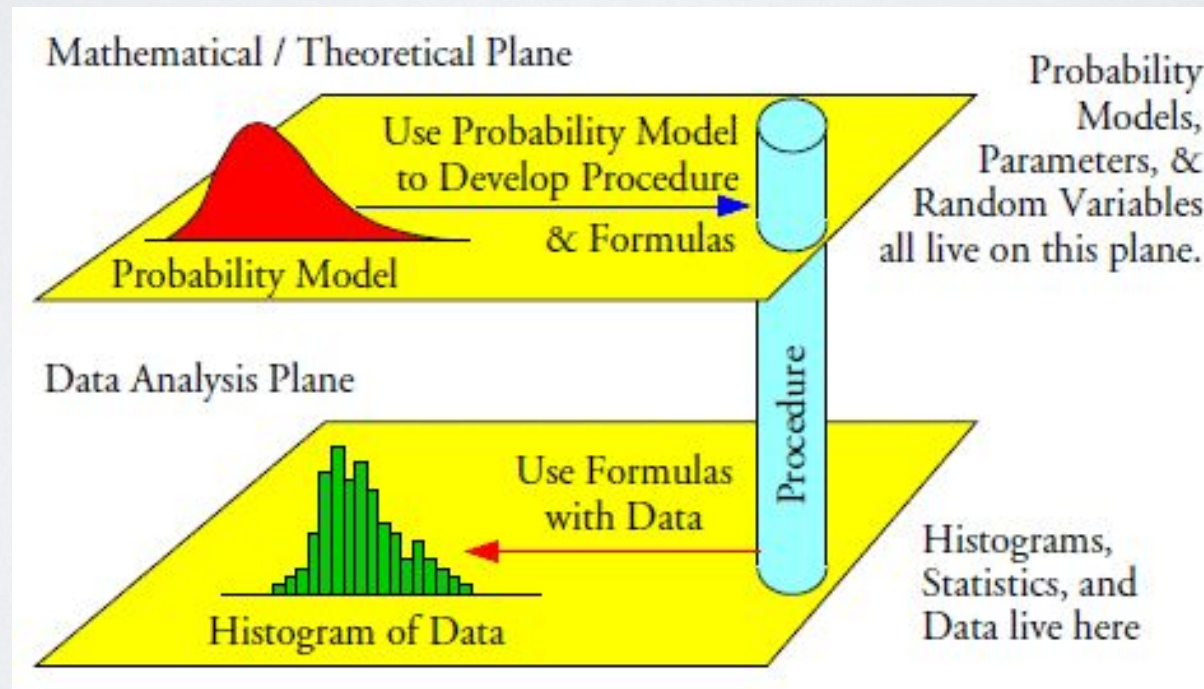 Mathematical / Theoretical Plane
Probability
Models,
Parameters, &
Random Variables
all live on this plane.
Use Probability Model
to Develop Procedure
& Formulas
Probability Model
Procedure
Data Analysis Plane
Use Formulas
with Data
Histogram of Data
Histograms,
Statistics, and
Data live here